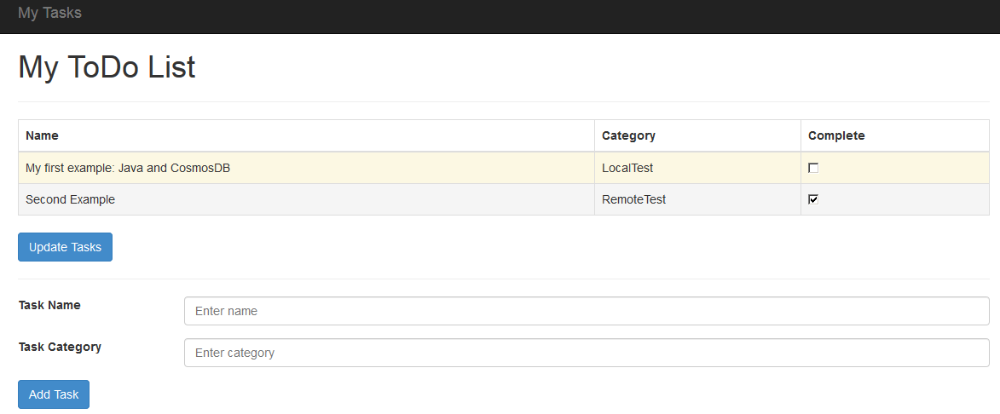 My Tasks
My ToDo List
Name Category Complete
My first example: Java and CosmosDB LocalTest
Second Example RemoteTest
Update Tasks
Task Name Enter name
Task Category Enter category
Add Task